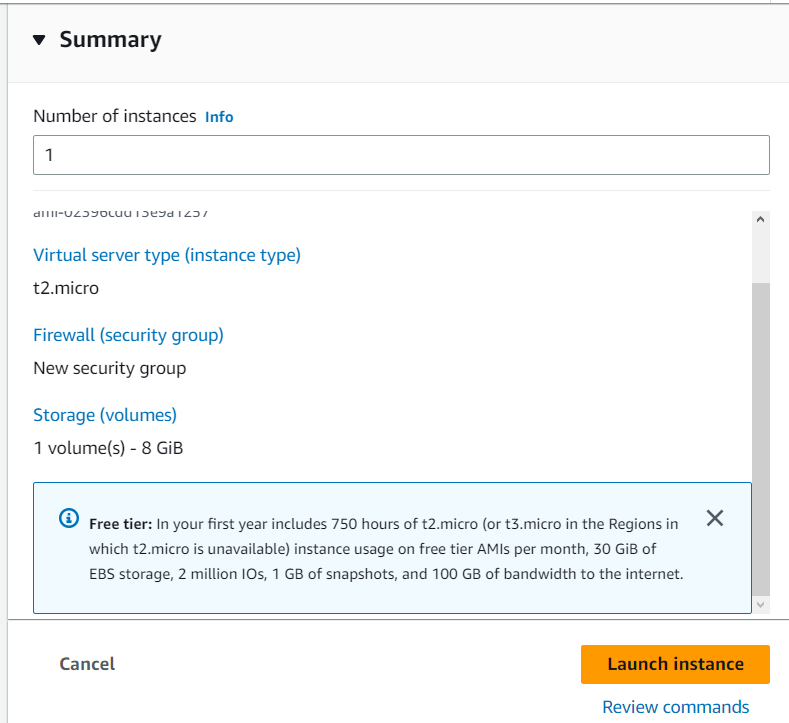 Summary
Number of instances Info
1
Virtual server type (instance type)
t2.micro
Firewall (security group)
New security group
Storage (volumes)
1 volume(s) - 8 GiB
Free tier: In your first year includes 750 hours of t2.micro (or t3.micro in the Regions in
which t2.micro is unavailable) instance usage on free tier AMIs per month, 30 GiB of
EBS storage, 2 million IOs, 1 GB of snapshots, and 100 GB of bandwidth to the internet.
Cancel
Launch instance
Review commands